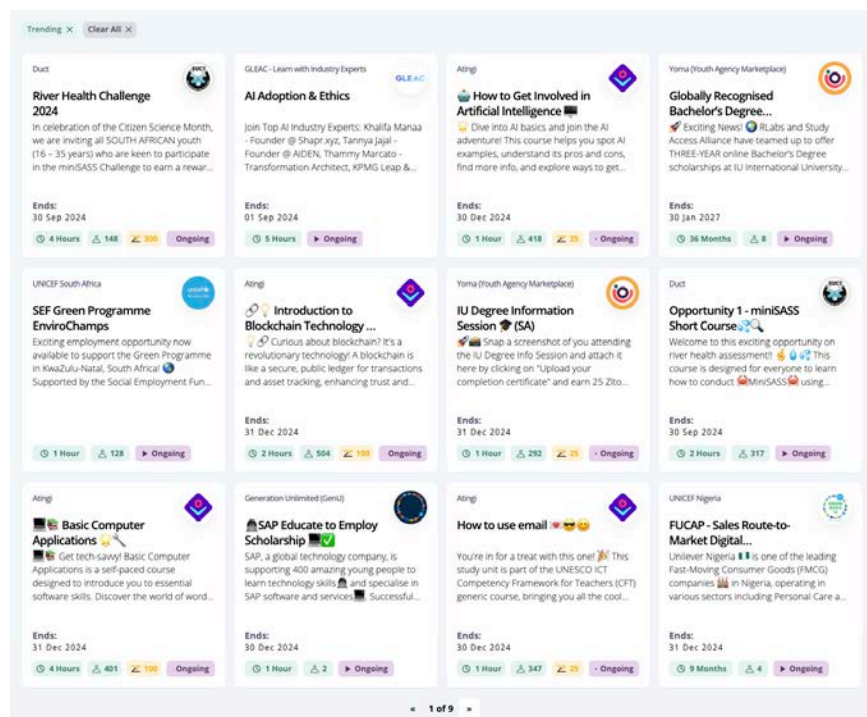 Trending ×
Clear All ×
Duct
DUCT
River Health Challenge
2024
In celebration of the Citizen Science Month,
we are inviting all SOUTH AFRICAN youth
(16 – 35 years) who are keen to participate
in the miniSASS Challenge to earn a rewar...
Ends:
30 Sep 2024
4 Hours
148
300
Ongoing
GLEAC - Learn with Industry Experts
GLEAC
AI Adoption & Ethics
Join Top AI Industry Experts: Khalifa Manaa
- Founder @ Shapr.xyz, Tannya Jajal -
Founder @ AIDEN, Thammy Marcato -
Transformation Architect, KPMG Leap &...
Ends:
01 Sep 2024
5 Hours
Ongoing
Atingi
🤖 How to Get Involved in
Artificial Intelligence 🖥️
🌟 Dive into AI basics and join the AI
adventure! This course helps you spot AI
examples, understand its pros and cons,
find more info, and explore ways to get...
Ends:
30 Dec 2024
1 Hour
418
25
Ongoing
Yoma (Youth Agency Marketplace)
Globally Recognised
Bachelor's Degree...
🚀 Exciting News! 🌍 RLabs and Study
Access Alliance have teamed up to offer
THREE-YEAR online Bachelor's Degree
scholarships at IU International University...
Ends:
30 Jan 2027
36 Months
8
Ongoing
UNICEF South Africa
unicef
SEF Green Programme
EnviroChamps
Exciting employment opportunity now
available to support the Green Programme
in KwaZulu-Natal, South Africa! 🌍
Supported by the Social Employment Fun...
1 Hour
128
Ongoing
Atingi
🔗💡 Introduction to
Blockchain Technology ...
💡🔗 Curious about blockchain? It's a
revolutionary technology! A blockchain is
like a secure, public ledger for transactions
and asset tracking, enhancing trust and...
Ends:
31 Dec 2024
2 Hours
504
100
Ongoing
Yoma (Youth Agency Marketplace)
IU Degree Information
Session 🎓 (SA)
🚀📸 Snap a screenshot of you attending
the IU Degree Info Session and attach it
here by clicking on "Upload your
completion certificate" and earn 25 Zlto...
Ends:
31 Dec 2024
1 Hour
292
25
Ongoing
Duct
DUCT
Opportunity 1 - miniSASS
Short Course💦🔍
Welcome to this exciting opportunity on
river health assessment!! 💧💦 This
course is designed for everyone to learn
how to conduct 🦀MiniSASS🦀 using...
Ends:
30 Sep 2024
2 Hours
317
Ongoing
Atingi
💻📚 Basic Computer
Applications 🌟🔧
💻📚 Get tech-savvy! Basic Computer
Applications is a self-paced course
designed to introduce you to essential
software skills. Discover the world of word...
Ends:
31 Dec 2024
4 Hours
401
100
Ongoing
Generation Unlimited (GenU)
SAP Educate to Employ
Scholarship 💻✅
SAP, a global technology company, is
supporting 400 amazing young people to
learn technology skills and specialise in
SAP software and services💻. Successful...
Ends:
30 Dec 2024
1 Hour
2
Ongoing
Atingi
How to use email 💌😎😊
You're in for a treat with this one! 🎉 This
study unit is part of the UNESCO ICT
Competency Framework for Teachers (CFT)
generic course, bringing you all the cool...
Ends:
30 Dec 2024
1 Hour
347
25
Ongoing
UNICEF Nigeria
FUCAP - Sales Route-to-
Market Digital...
Unilever Nigeria 🇳🇬 is one of the leading
Fast-Moving Consumer Goods (FMCG)
companies 🏭 in Nigeria, operating in
various sectors including Personal Care a...
Ends:
31 Dec 2024
9 Months
4
Ongoing
« 1 of 9 »